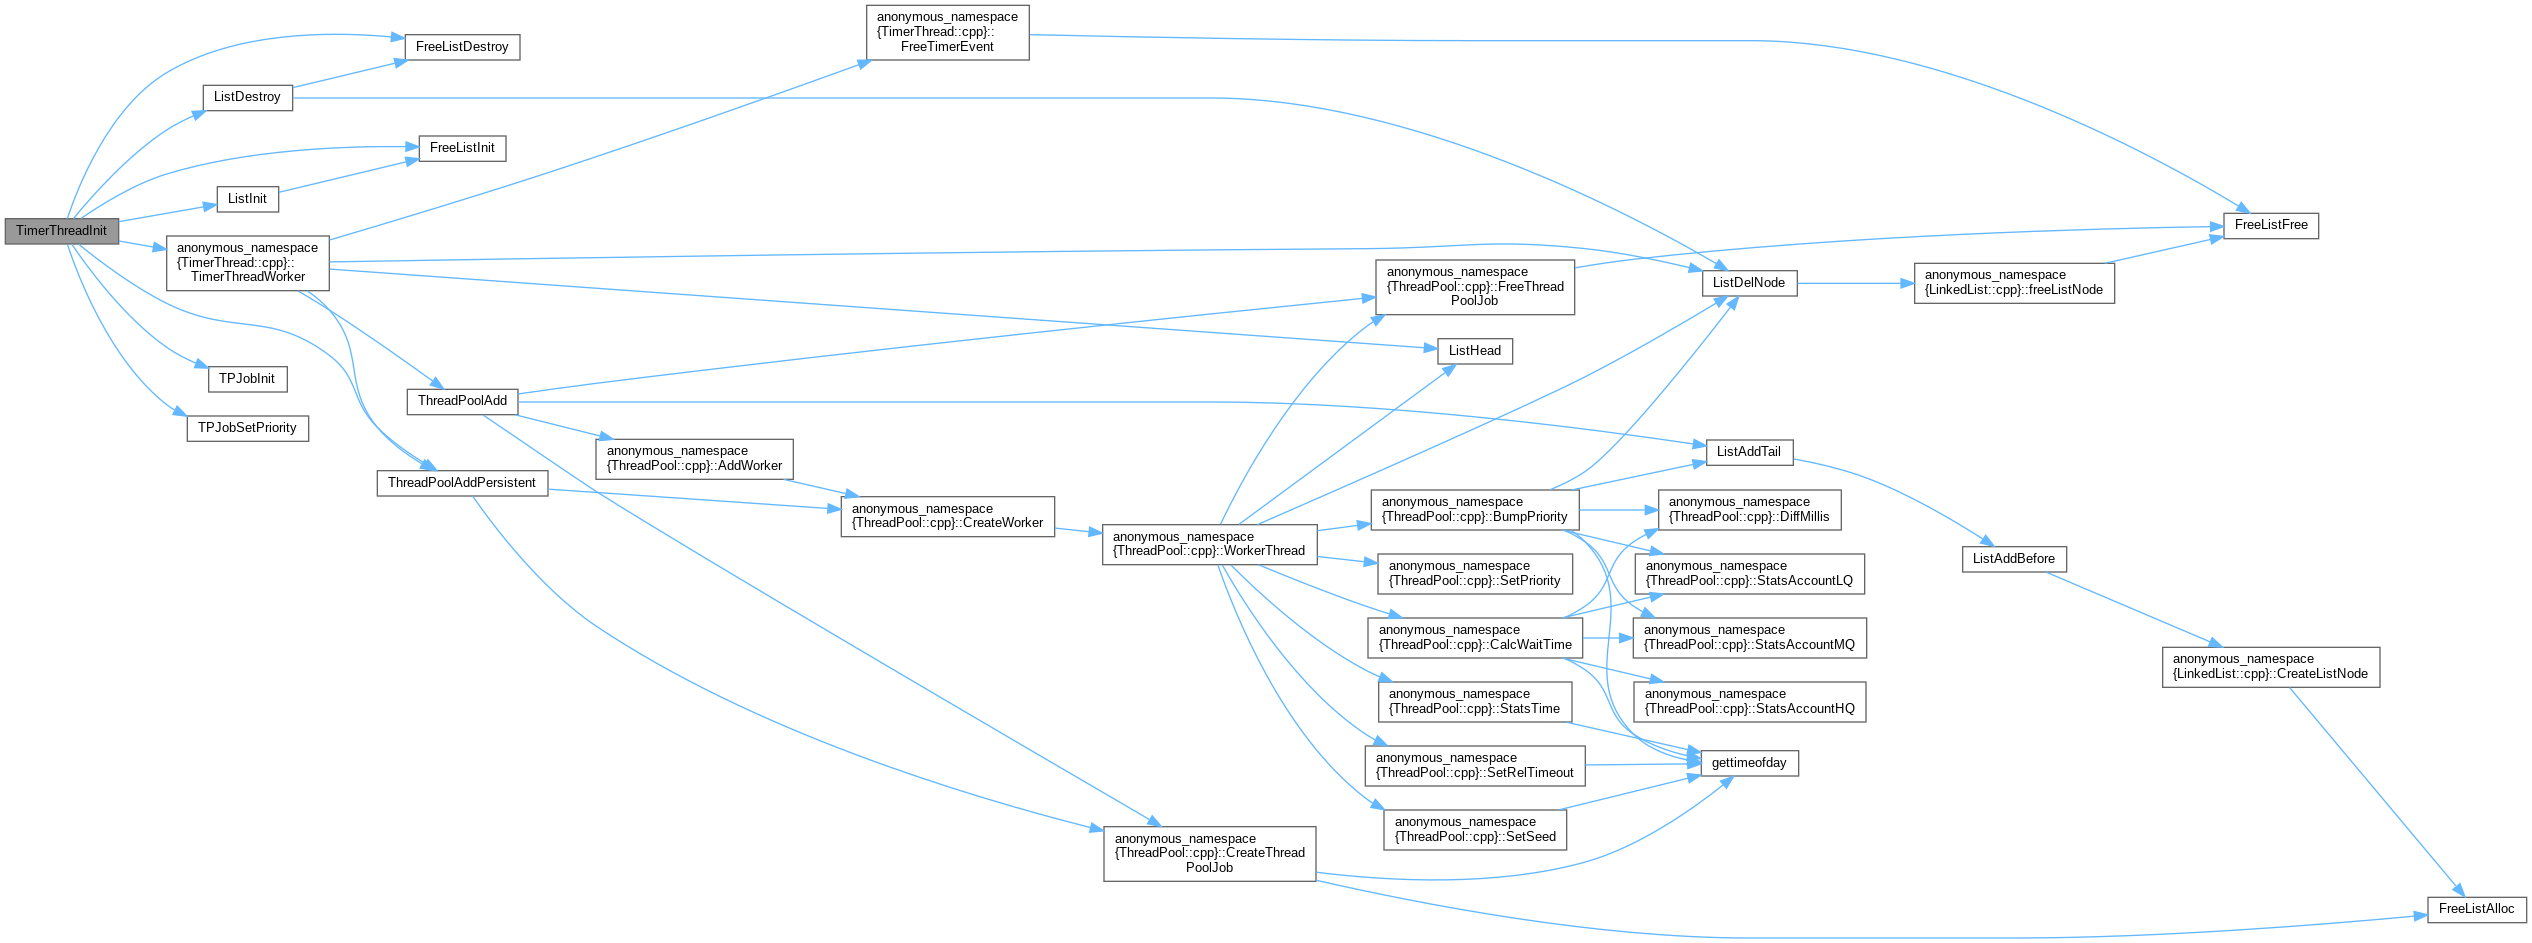 TimerThreadInit
FreeListDestroy
ListDestroy
FreeListInit
ListInit
anonymous_namespace
{TimerThread::cpp}::
TimerThreadWorker
TPJobInit
TPJobSetPriority
ThreadPoolAdd
ThreadPoolAddPersistent
anonymous_namespace
{ThreadPool::cpp}::AddWorker
anonymous_namespace
{TimerThread::cpp}::
FreeTimerEvent
anonymous_namespace
{ThreadPool::cpp}::CreateWorker
anonymous_namespace
{ThreadPool::cpp}::WorkerThread
anonymous_namespace
{ThreadPool::cpp}::CreateThread
PoolJob
anonymous_namespace
{ThreadPool::cpp}::FreeThread
PoolJob
ListHead
anonymous_namespace
{ThreadPool::cpp}::BumpPriority
anonymous_namespace
{ThreadPool::cpp}::SetPriority
anonymous_namespace
{ThreadPool::cpp}::CalcWaitTime
anonymous_namespace
{ThreadPool::cpp}::StatsTime
anonymous_namespace
{ThreadPool::cpp}::SetRelTimeout
anonymous_namespace
{ThreadPool::cpp}::SetSeed
ListDelNode
ListAddTail
anonymous_namespace
{ThreadPool::cpp}::DiffMillis
anonymous_namespace
{ThreadPool::cpp}::StatsAccountLQ
anonymous_namespace
{ThreadPool::cpp}::StatsAccountMQ
anonymous_namespace
{ThreadPool::cpp}::StatsAccountHQ
gettimeofday
anonymous_namespace
{LinkedList::cpp}::freeListNode
ListAddBefore
FreeListFree
anonymous_namespace
{LinkedList::cpp}::CreateListNode
FreeListAlloc